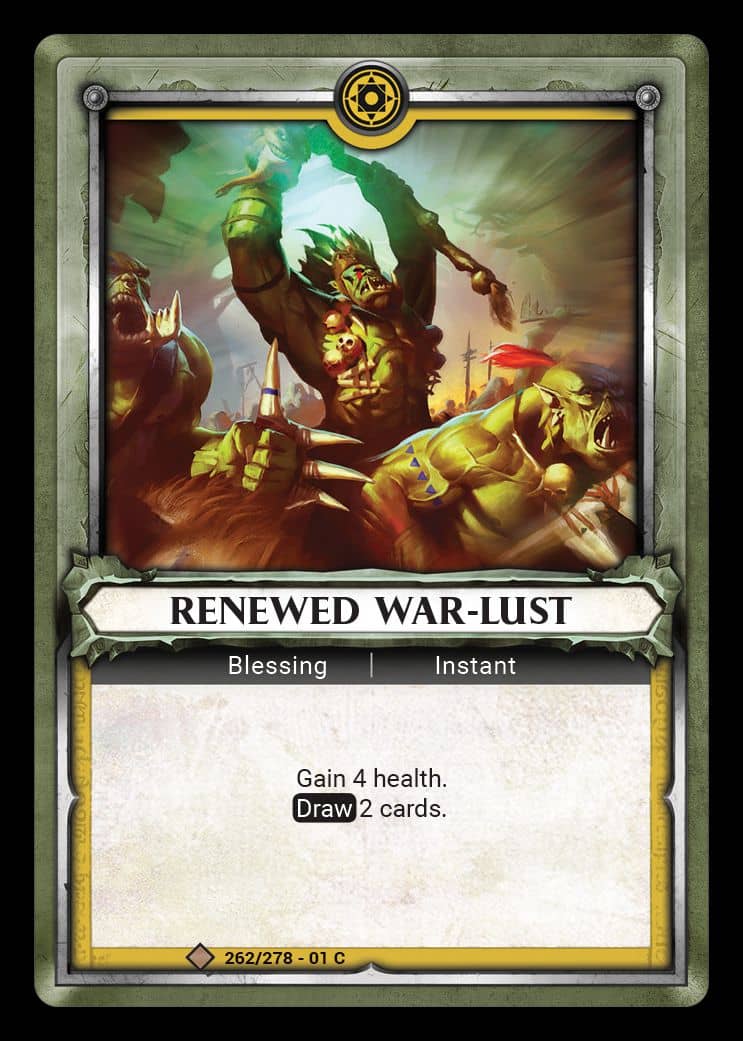 RENEWED WAR-LUST
Blessing | Instant
Gain 4 health.
Draw 2 cards.
262/278 - 01 C